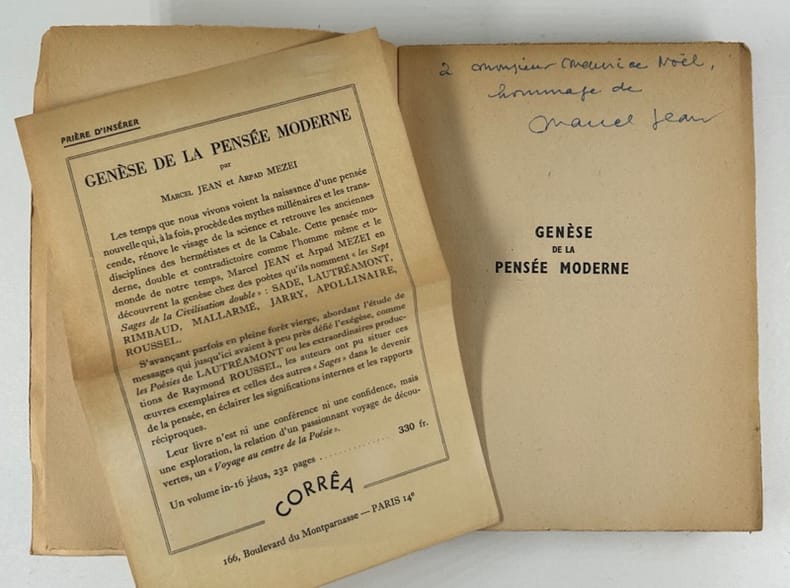 PRIÈRE D'INSÉRER
GENÈSE DE LA PENSÉE MODERNE
par
MARCEL JEAN et ARPAD MEZEI
Les temps que nous vivons voient la naissance d'une pensée
nouvelle qui, à la fois, procède des mythes millénaires et les trans-
cende, rénove le visage de la science et retrouve les anciennes
disciplines des hermétistes et de la Cabale. Cette pensée mo-
derne, double et contradictoire comme l'homme même et le
monde de notre temps, Marcel JEAN et Arpad MEZEI en
découvrent la genèse chez des poètes qu'ils nomment « les Sept
Sages de la Civilisation double » : SADE, LAUTRÉAMONT,
RIMBAUD, MALLARMÉ, JARRY, APOLLINAIRE,
ROUSSEL.
S'avançant parfois en pleine forêt vierge, abordant l'étude de
messages qui jusqu'ici avaient à peu près défié l'exégèse, comme
les Poésies de LAUTRÉAMONT ou les extraordinaires produc-
tions de Raymond ROUSSEL, les auteurs ont pu situer ces
œuvres exemplaires et celles des autres « Sages » dans le devenir
de la pensée, en éclairer les significations internes et les rapports
réciproques.
Leur livre n'est ni une conférence ni une confidence, mais
une exploration, la relation d'un passionnant voyage de décou-
vertes, un « Voyage au centre de la Poésie ».
Un volume in-16 jésus, 232 pages .............. 330 fr.
CORRÊA
166, Boulevard du Montparnasse — PARIS 14e
à monsieur Maurice Noël,
hommage de
Marcel Jean
GENÈSE
DE LA
PENSÉE MODERNE